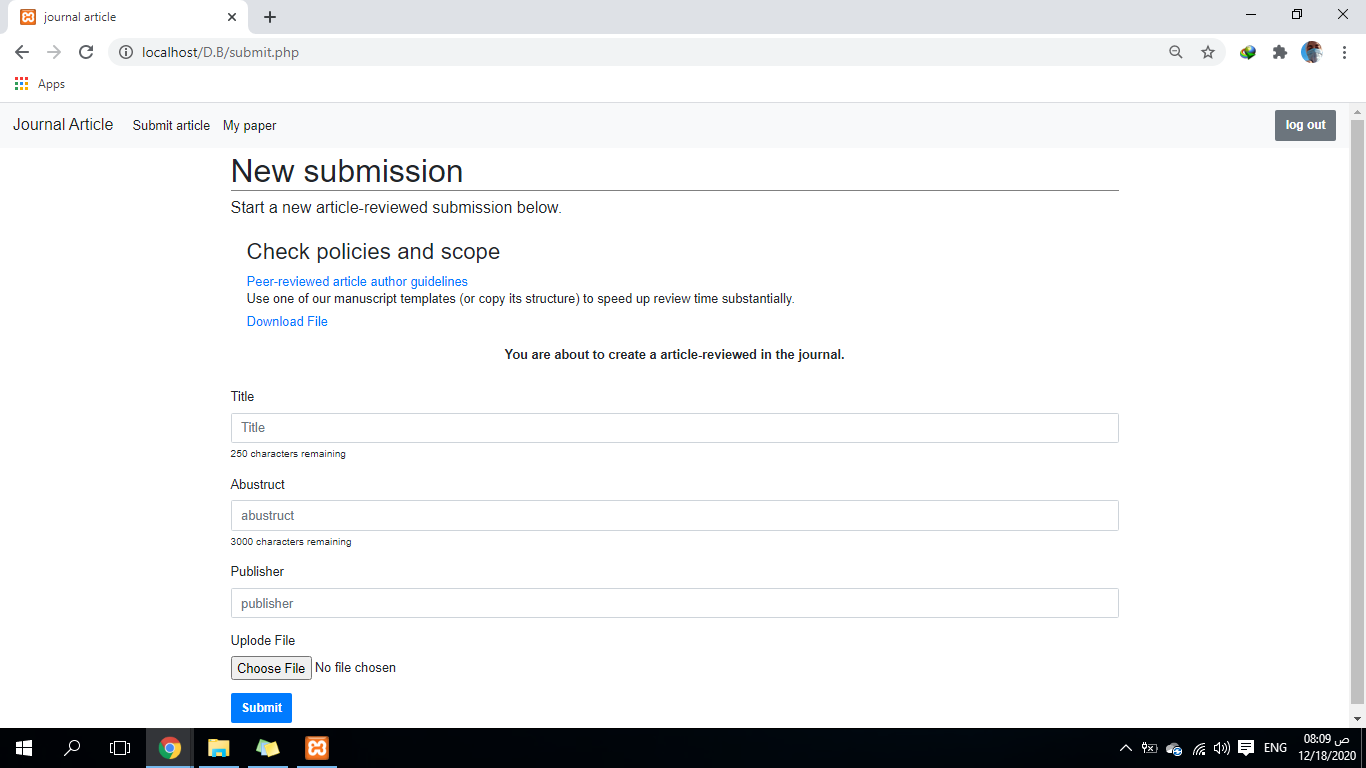 journal article
localhost/D.B/submit.php
Apps
Journal Article Submit article My paper log out
New submission
Start a new article-reviewed submission below.
Check policies and scope
Peer-reviewed article author guidelines
Use one of our manuscript templates (or copy its structure) to speed up review time substantially.
Download File
You are about to create a article-reviewed in the journal.
Title
Title
250 characters remaining
Abustruct
abustruct
3000 characters remaining
Publisher
publisher
Uplode File
Choose File No file chosen
Submit
ENG
08:09 ص
12/18/2020